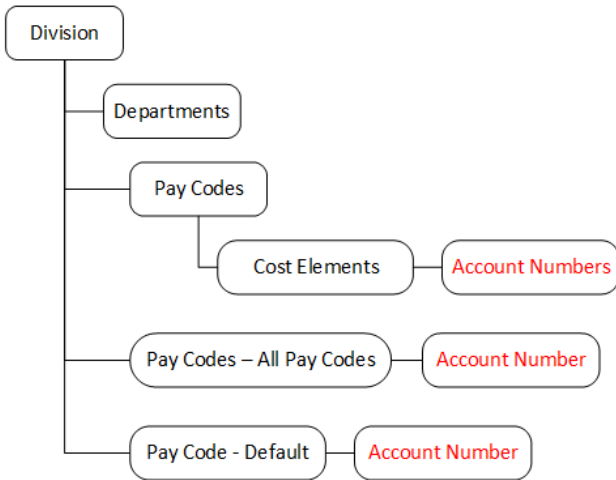 Division
Departments
Pay Codes
Cost Elements
Account Numbers
Pay Codes – All Pay Codes
Account Number
Pay Code - Default
Account Number